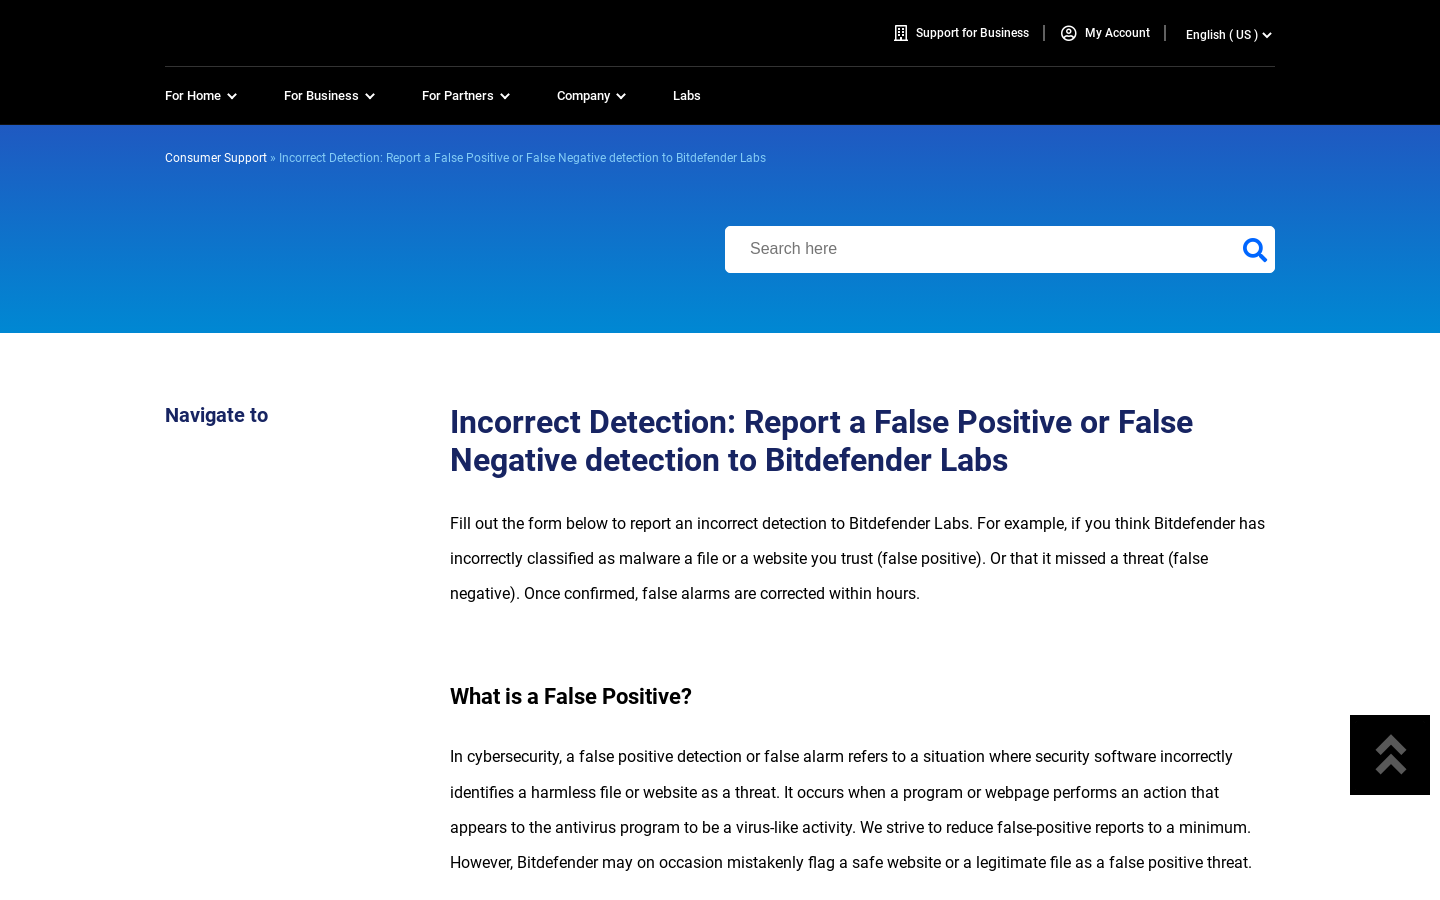 Support for Business
My Account
English ( US )
For Home
For Business
For Partners
Company
Labs
Consumer Support » Incorrect Detection: Report a False Positive or False Negative detection to Bitdefender Labs
Search here
Navigate to
Incorrect Detection: Report a False Positive or False
Negative detection to Bitdefender Labs
Fill out the form below to report an incorrect detection to Bitdefender Labs. For example, if you think Bitdefender has
incorrectly classified as malware a file or a website you trust (false positive). Or that it missed a threat (false
negative). Once confirmed, false alarms are corrected within hours.
What is a False Positive?
In cybersecurity, a false positive detection or false alarm refers to a situation where security software incorrectly
identifies a harmless file or website as a threat. It occurs when a program or webpage performs an action that
appears to the antivirus program to be a virus-like activity. We strive to reduce false-positive reports to a minimum.
However, Bitdefender may on occasion mistakenly flag a safe website or a legitimate file as a false positive threat.